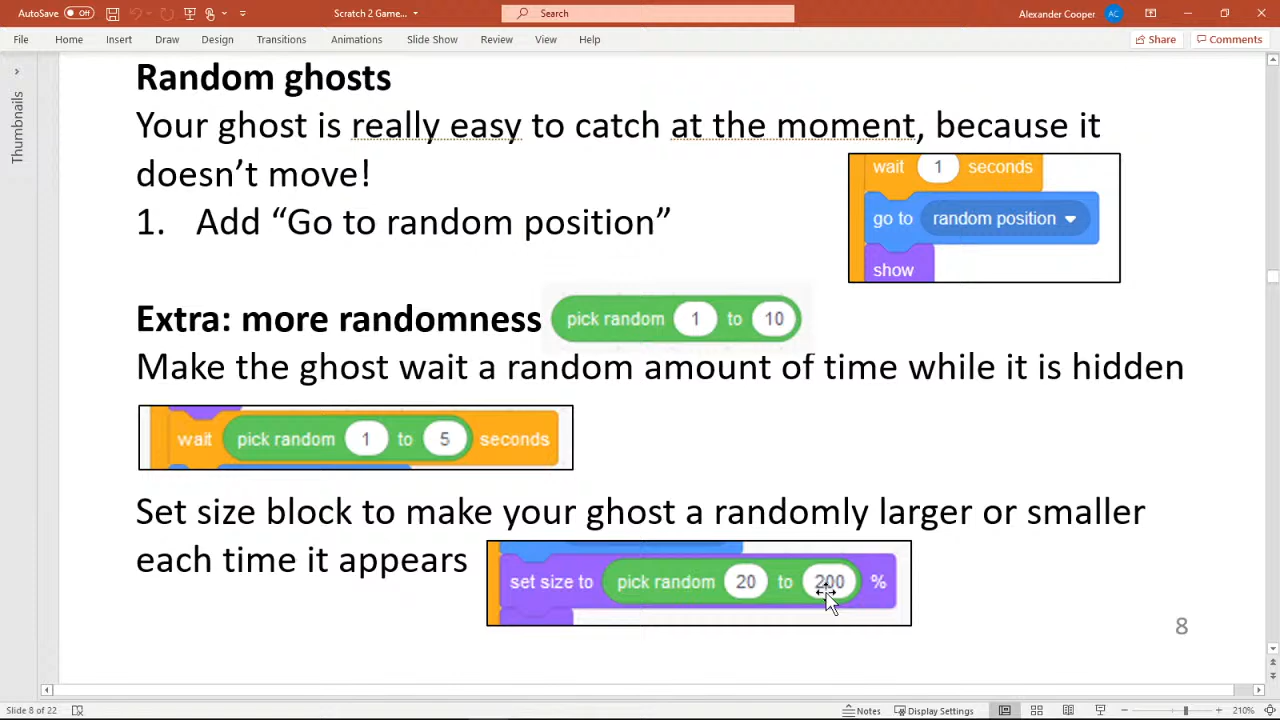 AutoSave Off Scratch 2 Game... Search Alexander Cooper AC
File Home Insert Draw Design Transitions Animations Slide Show Review View Help Share Comments
Thumbnails
Random ghosts
Your ghost is really easy to catch at the moment, because it
doesn't move!
wait 1 seconds
1. Add “Go to random position”
go to random position
show
Extra: more randomness pick random 1 to 10
Make the ghost wait a random amount of time while it is hidden
wait pick random 1 to 5 seconds
Set size block to make your ghost a randomly larger or smaller
each time it appears
set size to pick random 20 to 200 %
8
Slide 8 of 22 Notes Display Settings 210%